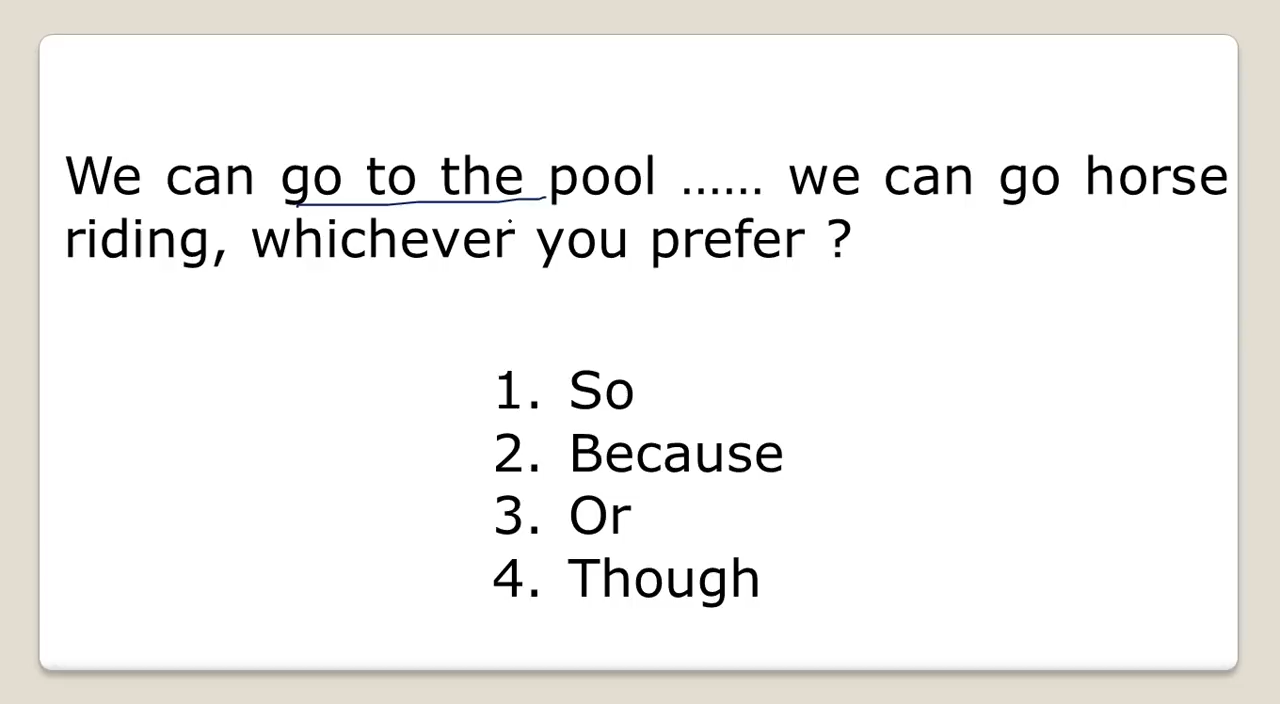 We can go to the pool ...... we can go horse
riding, whichever you prefer ?
1. So
2. Because
3. Or
4. Though